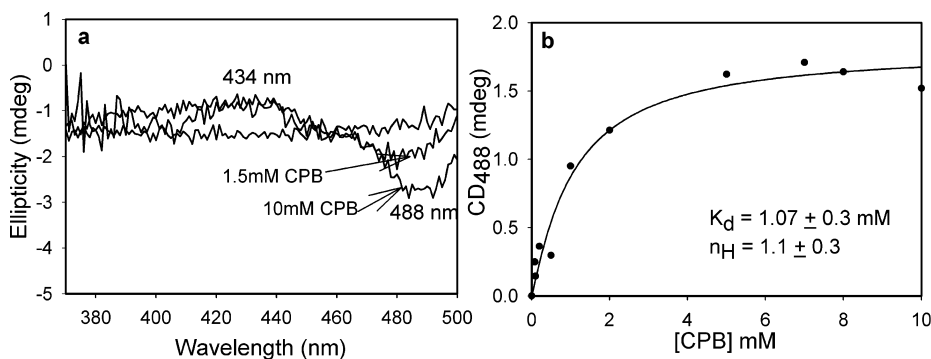 a
1
0
-1
-2
-3
-4
-5
Ellipticity (mdeg)
434 nm
1.5mM CPB
10mM CPB
488 nm
380
400
420
440
460
480
500
Wavelength (nm)
b
2.0
1.5
1.0
0.5
0.0
CD488 (mdeg)
Kd = 1.07 ± 0.3 mM
nH = 1.1 ± 0.3
0
2
4
6
8
10
[CPB] mM